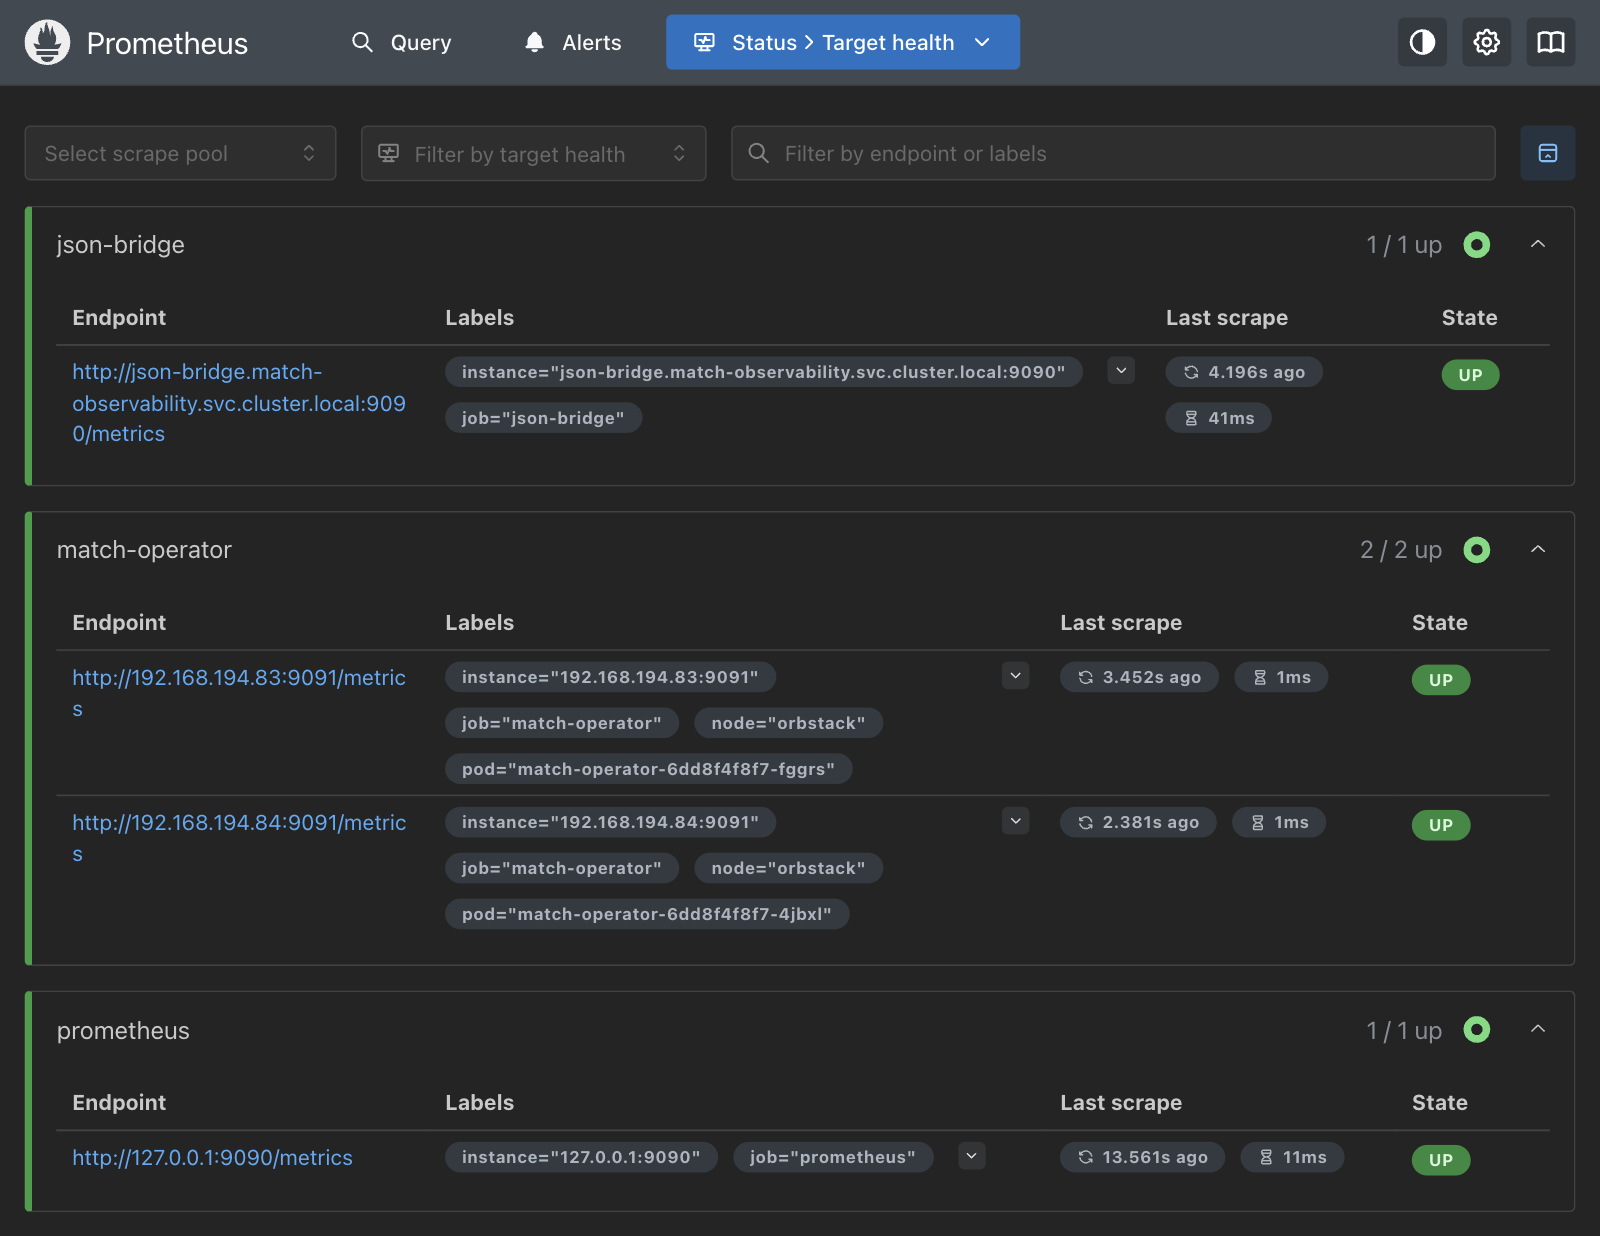 Prometheus Query Alerts Status > Target health
Select scrape pool Filter by target health Filter by endpoint or labels
json-bridge 1 / 1 up
Endpoint Labels Last scrape State
http://json-bridge.match- instance="json-bridge.match-observability.svc.cluster.local:9090" 4.196s ago UP
observability.svc.cluster.local:909 job="json-bridge" 41ms
0/metrics
match-operator 2 / 2 up
Endpoint Labels Last scrape State
http://192.168.194.83:9091/metric instance="192.168.194.83:9091" 3.452s ago 1ms UP
s job="match-operator" node="orbstack"
pod="match-operator-6dd8f4f8f7-fggrs"
http://192.168.194.84:9091/metric instance="192.168.194.84:9091" 2.381s ago 1ms UP
s job="match-operator" node="orbstack"
pod="match-operator-6dd8f4f8f7-4jbxl"
prometheus 1 / 1 up
Endpoint Labels Last scrape State
http://127.0.0.1:9090/metrics instance="127.0.0.1:9090" job="prometheus" 13.561s ago 11ms UP